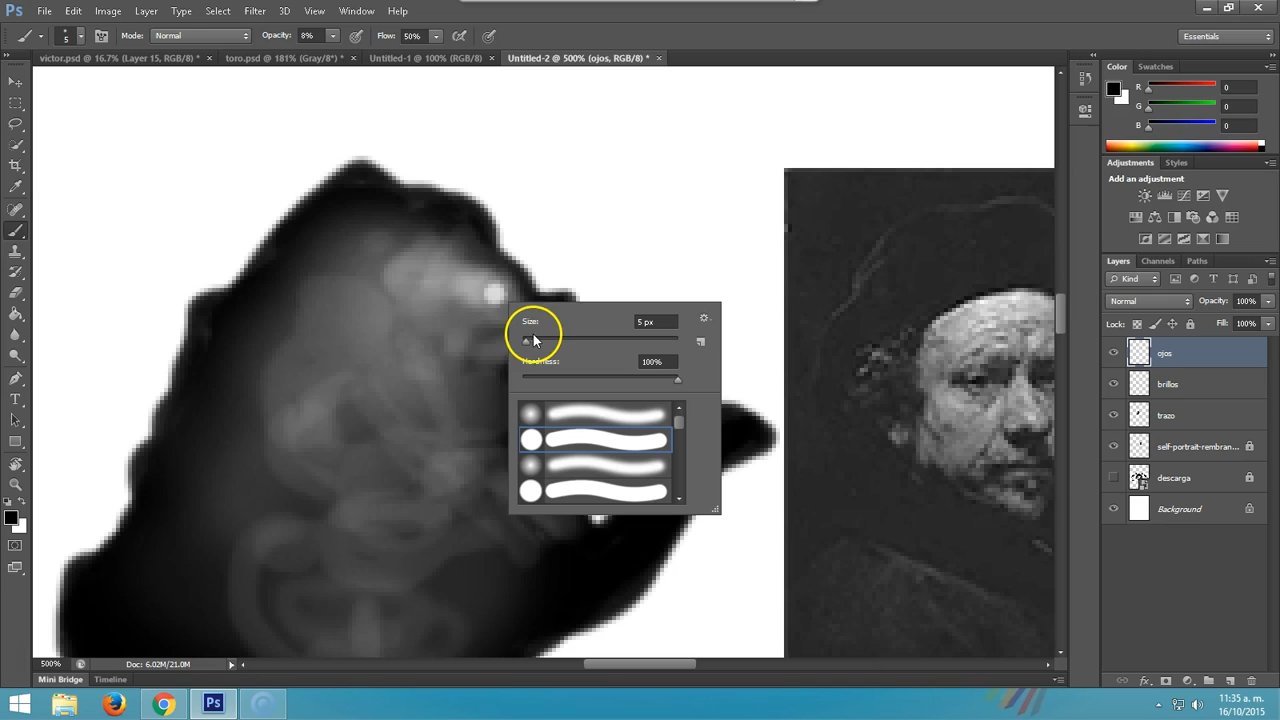 Ps File Edit Image Layer Type Select Filter 3D View Window Help
5 Mode: Normal Opacity: 8% Flow: 50% Essentials
victor.psd @ 16.7% (Layer 15, RGB/8) * × toro.psd @ 181% (Gray/8*) * × Untitled-1 @ 100% (RGB/8) × Untitled-2 @ 500% (ojos, RGB/8) * ×
Color Swatches
R 0
G 0
B 0
Adjustments Styles
Add an adjustment
Layers Channels Paths
Kind
Normal Opacity: 100%
Lock: Fill: 100%
ojos
brillos
trazo
self-portrait-rembran...
descarga
Background
Size: 5 px
Hardness: 100%
500% Doc: 6.02M/21.0M
Mini Bridge Timeline
Ps
11:35 a. m.
16/10/2015